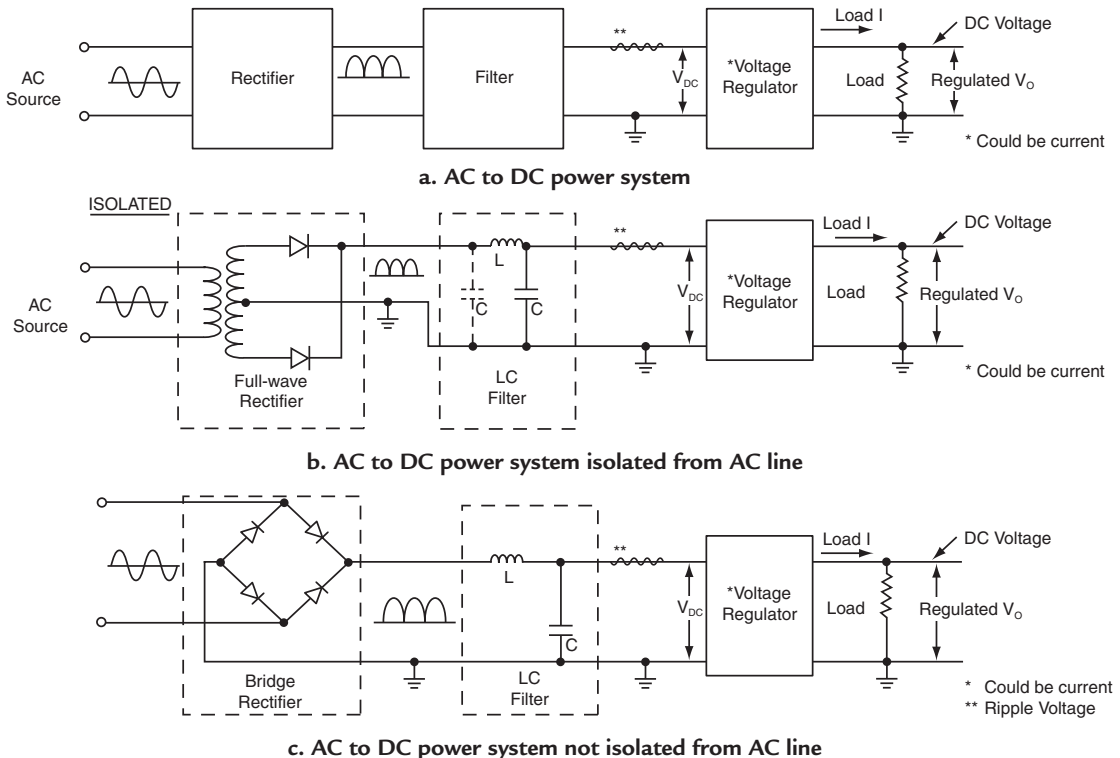 **
Load I
DC Voltage
AC
Source
Rectifier
Filter
V_DC
*Voltage
Regulator
Load
Regulated V_O
* Could be current
a. AC to DC power system
ISOLATED
**
Load I
DC Voltage
AC
Source
L
C
C
V_DC
*Voltage
Regulator
Load
Regulated V_O
Full-wave
Rectifier
LC
Filter
* Could be current
b. AC to DC power system isolated from AC line
**
Load I
DC Voltage
L
C
V_DC
*Voltage
Regulator
Load
Regulated V_O
Bridge
Rectifier
LC
Filter
* Could be current
** Ripple Voltage
c. AC to DC power system not isolated from AC line